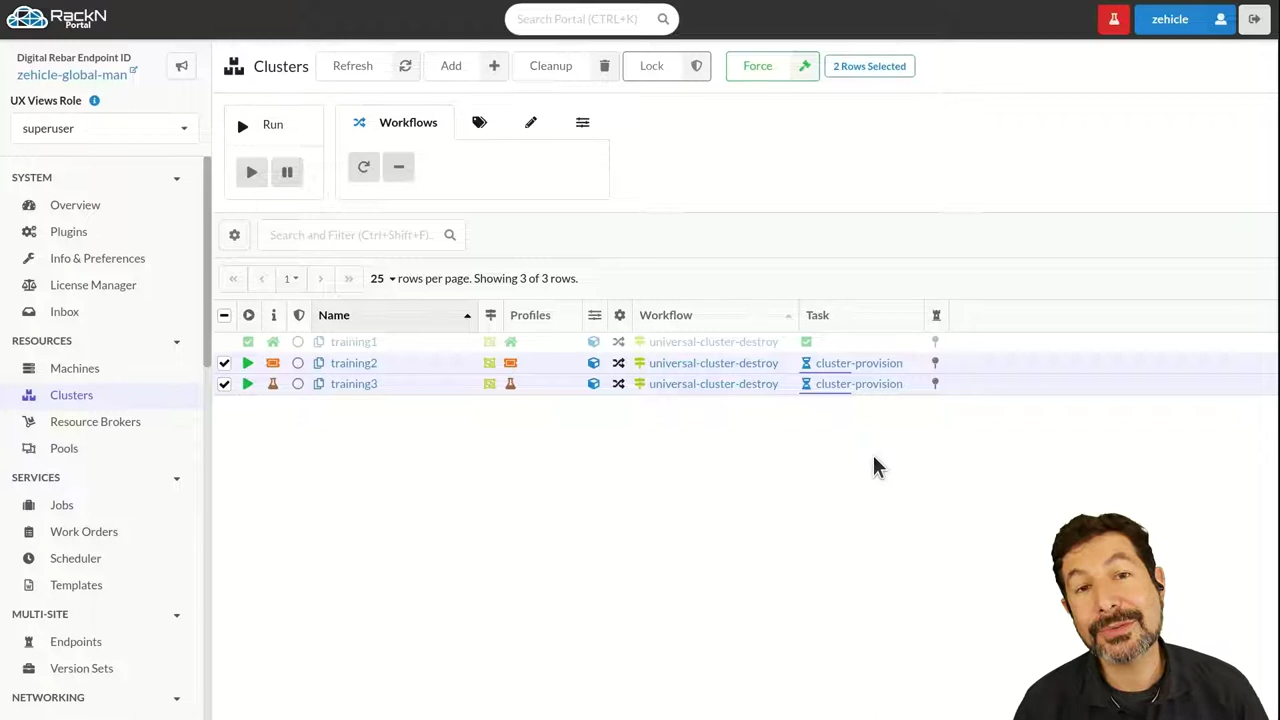 RackN
Portal
Search Portal (CTRL+K)
zehicle
Digital Rebar Endpoint ID
zehicle-global-man
UX Views Role
superuser
Clusters
Refresh
Add
Cleanup
Lock
Force
2 Rows Selected
Run
Workflows
Search and Filter (Ctrl+Shift+F)..
1
25 rows per page. Showing 3 of 3 rows.
Name
Profiles
Workflow
Task
training1
universal-cluster-destroy
training2
universal-cluster-destroy
cluster-provision
training3
universal-cluster-destroy
cluster-provision
SYSTEM
Overview
Plugins
Info & Preferences
License Manager
Inbox
RESOURCES
Machines
Clusters
Resource Brokers
Pools
SERVICES
Jobs
Work Orders
Scheduler
Templates
MULTI-SITE
Endpoints
Version Sets
NETWORKING